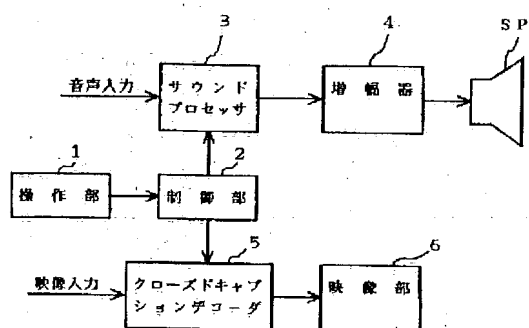 3
4
SP
音声入力
サウンド
プロセッサ
増幅器
1
2
操作部
制御部
5
6
映像入力
クローズドキャプ
ションデコーダ
映像部